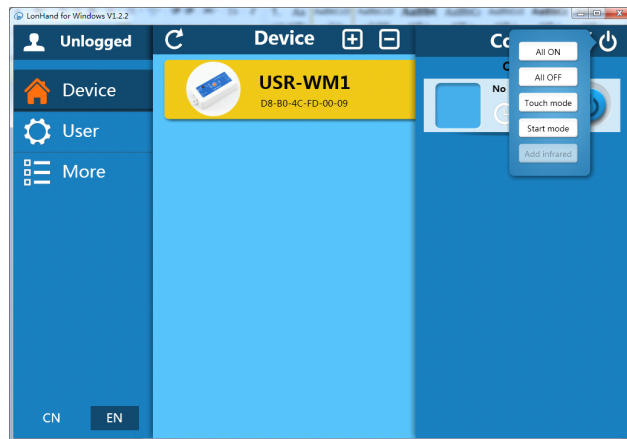 LonHand for Windows V1.2.2
Unlogged
Device
User
More
CN
EN
Device
USR-WM1
D8-B0-4C-FD-00-09
Co
No
All ON
All OFF
Touch mode
Start mode
Add infrared